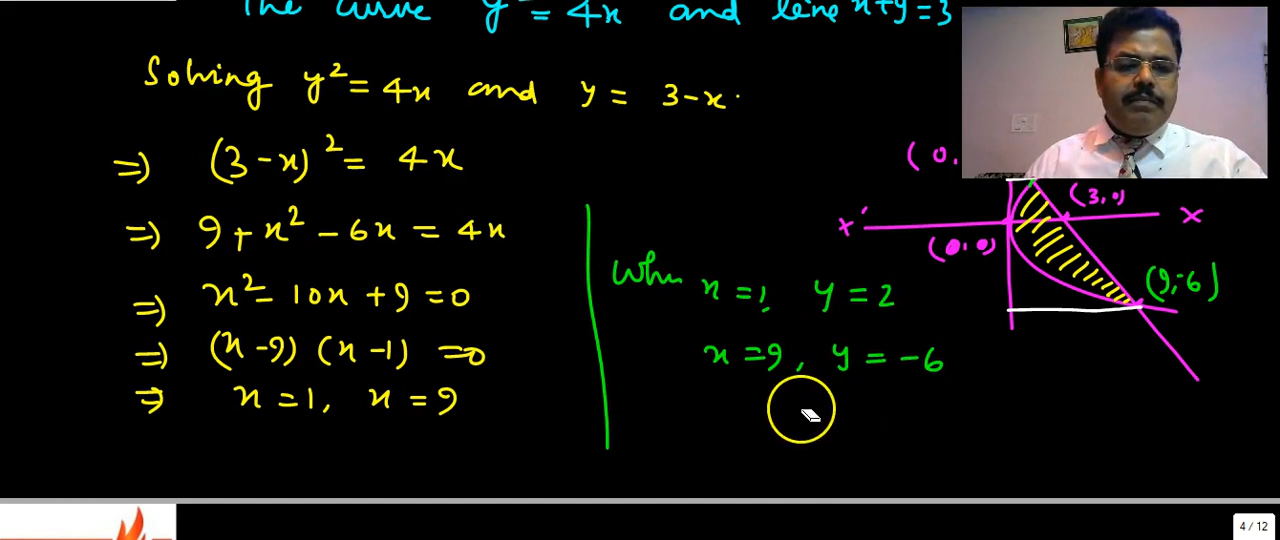 The curve y² = 4x and line x+y=3
Solving y² = 4x and y = 3-x.
⇒ (3-x)² = 4x
⇒ 9+x² - 6x = 4x
⇒ x² - 10x + 9 = 0
⇒ (x-9) (x-1) = 0
⇒ x = 1, x = 9
When x = 1, y = 2
x = 9, y = -6
(0,
(3,0)
x'
x
(0,0)
(9,-6)
4 / 12